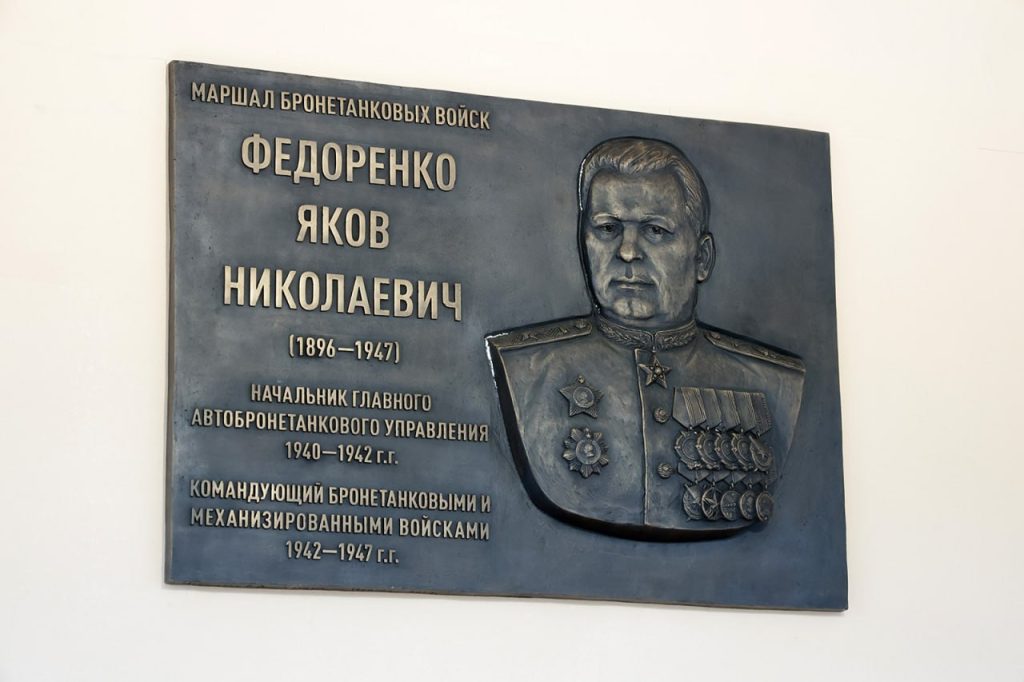 МАРШАЛ БРОНЕТАНКОВЫХ ВОЙСК
ФЕДОРЕНКО
ЯКОВ
НИКОЛАЕВИЧ
(1896—1947)
НАЧАЛЬНИК ГЛАВНОГО
АВТОБРОНЕТАНКОВОГО УПРАВЛЕНИЯ
1940—1942 г.г.
КОМАНДУЮЩИЙ БРОНЕТАНКОВЫМИ И
МЕХАНИЗИРОВАННЫМИ ВОЙСКАМИ
1942—1947 г.г.